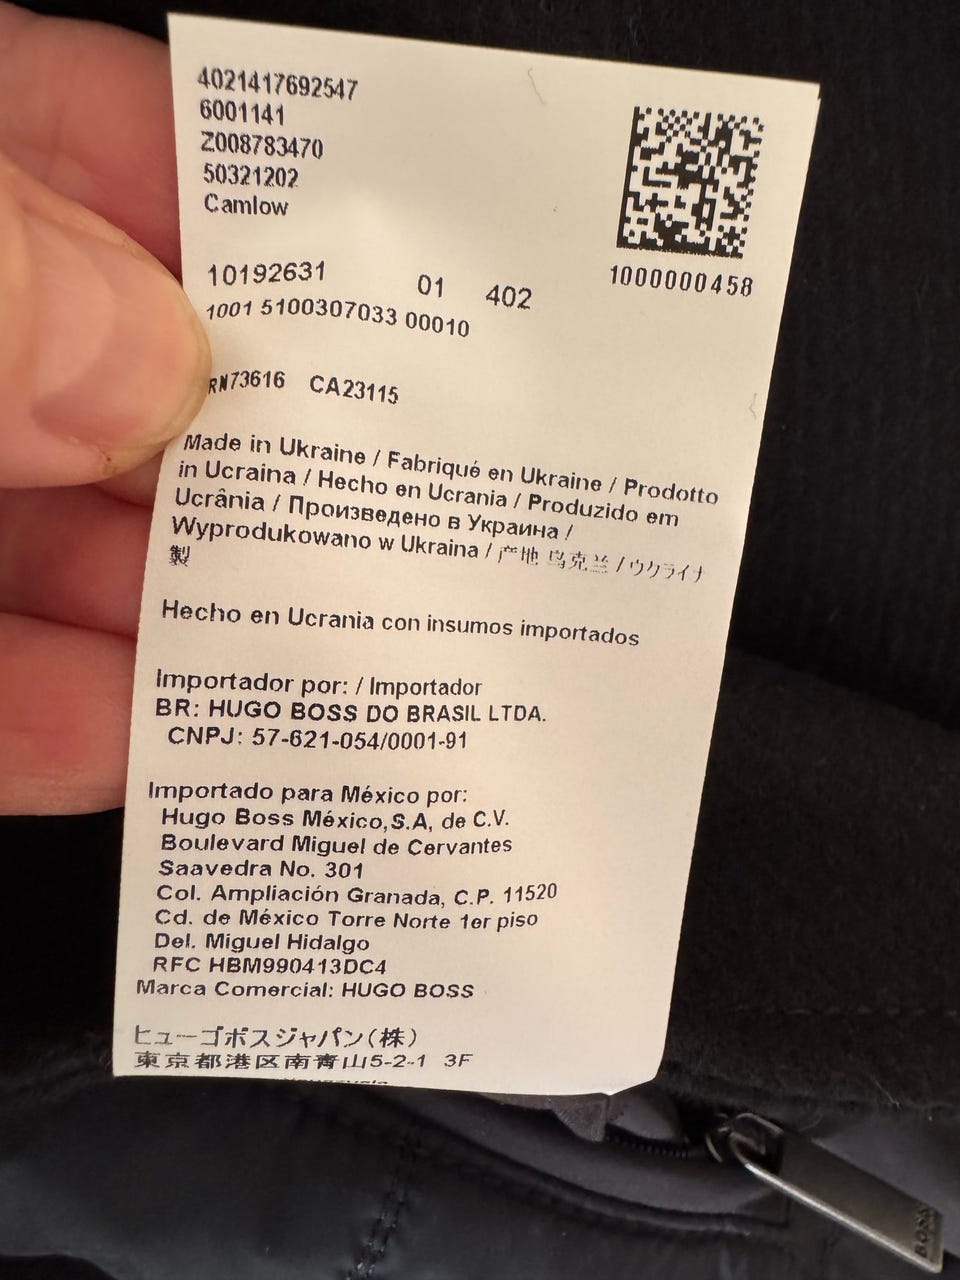 4021417692547
6001141
Z008783470
50321202
Camlow
1000000458
10192631 01 402
1001 5100307033 00010
RN73616 CA23115
Made in Ukraine / Fabriqué en Ukraine / Prodotto
in Ucraina / Hecho en Ucrania / Produzido em
Ucrânia / Произведено в Украина /
Wyprodukowano w Ukraina / 产地 乌克兰 / ウクライナ
製
Hecho en Ucrania con insumos importados
Importador por: / Importador
BR: HUGO BOSS DO BRASIL LTDA.
CNPJ: 57-621-054/0001-91
Importado para México por:
Hugo Boss México,S.A, de C.V.
Boulevard Miguel de Cervantes
Saavedra No. 301
Col. Ampliación Granada, C.P. 11520
Cd. de México Torre Norte 1er piso
Del. Miguel Hidalgo
RFC HBM990413DC4
Marca Comercial: HUGO BOSS
ヒューゴボスジャパン(株)
東京都港区南青山5-2-1 3F
BOSS